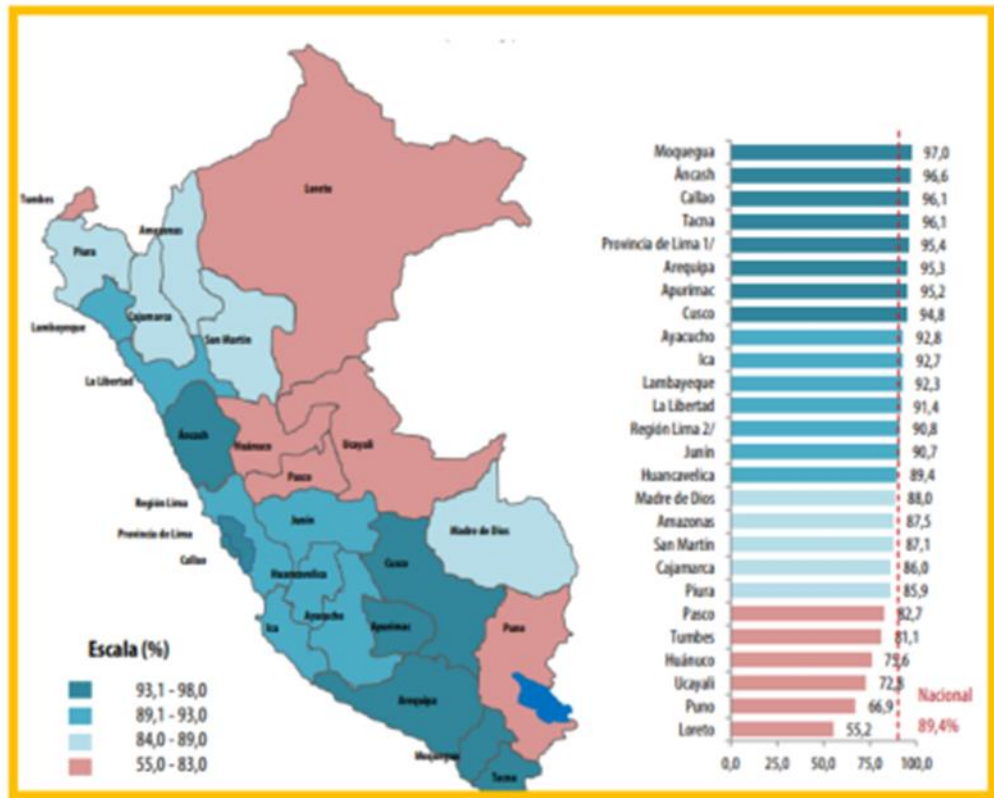 Loreto
Tumbes
Amazonas
Piura
Cajamarca
Lambayeque
San Martín
La Libertad
Áncash
Huánuco
Ucayali
Pasco
Región Lima
Junín
Provincia de Lima
Madre de Dios
Callao
Cusco
Huancavelica
Ayacucho
Apurímac
Ica
Puno
Arequipa
Moquegua
Tacna
Escala (%)
93,1 - 98,0
89,1 - 93,0
84,0 - 89,0
55,0 - 83,0
Moquegua 97,0
Áncash 96,6
Callao 96,1
Tacna 96,1
Provincia de Lima 1/ 95,4
Arequipa 95,3
Apurímac 95,2
Cusco 94,8
Ayacucho 92,8
Ica 92,7
Lambayeque 92,3
La Libertad 91,4
Región Lima 2/ 90,8
Junín 90,7
Huancavelica 89,4
Madre de Dios 88,0
Amazonas 87,5
San Martín 87,1
Cajamarca 86,0
Piura 85,9
Pasco 82,7
Tumbes 81,1
Huánuco 75,6
Ucayali 72,8
Puno 66,9
Loreto 55,2
Nacional
89,4%
0,0 25,0 50,0 75,0 100,0